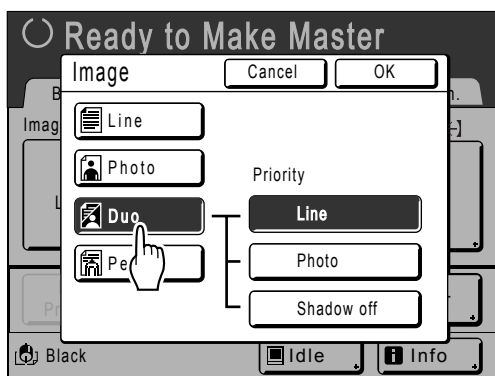 Ready to Make Master
Image
Cancel
OK
Line
Photo
Duo
Priority
Line
Photo
Shadow off
Black
Idle
Info